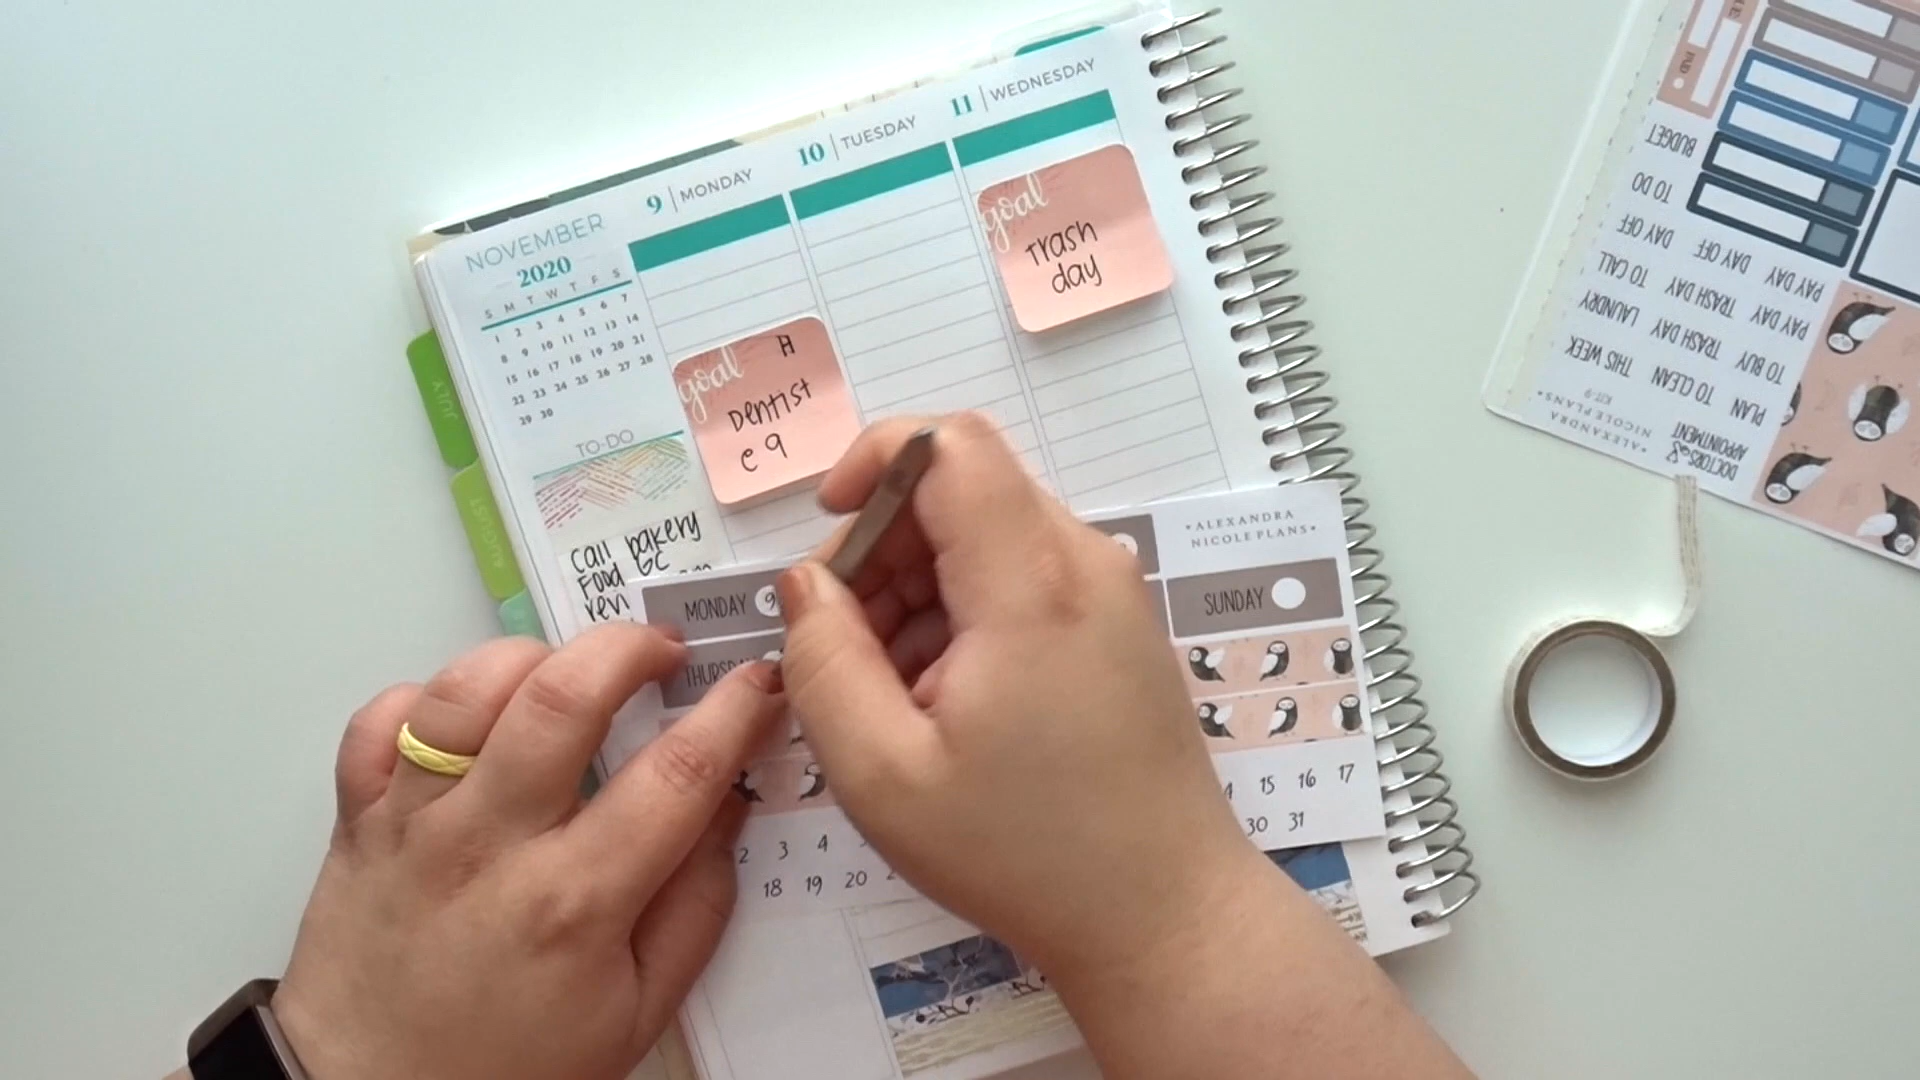 NOVEMBER
2020
S M T W T F S
1 2 3 4 5 6 7
8 9 10 11 12 13 14
15 16 17 18 19 20 21
22 23 24 25 26 27 28
29 30
9 | MONDAY
10 | TUESDAY
11 | WEDNESDAY
TO-DO
call bakery
Food GC
goal
H
Dentist
e 9
goal
Trash
day
JULY
AUGUST
ALEXANDRA
NICOLE PLANS
MONDAY 9
SUNDAY
2 3 4
15 16 17
18 19 20
30 31
BUDGET
TO DO
DAY OFF
DAY OFF
PAY DAY
TO CALL
TRASH DAY
PAY DAY
LAUNDRY
TRASH DAY
TO BUY
THIS WEEK
TO CLEAN
PLAN
DOCTORS
APPOINTMENT
KIT-9
ALEXANDRA
NICOLE PLANS